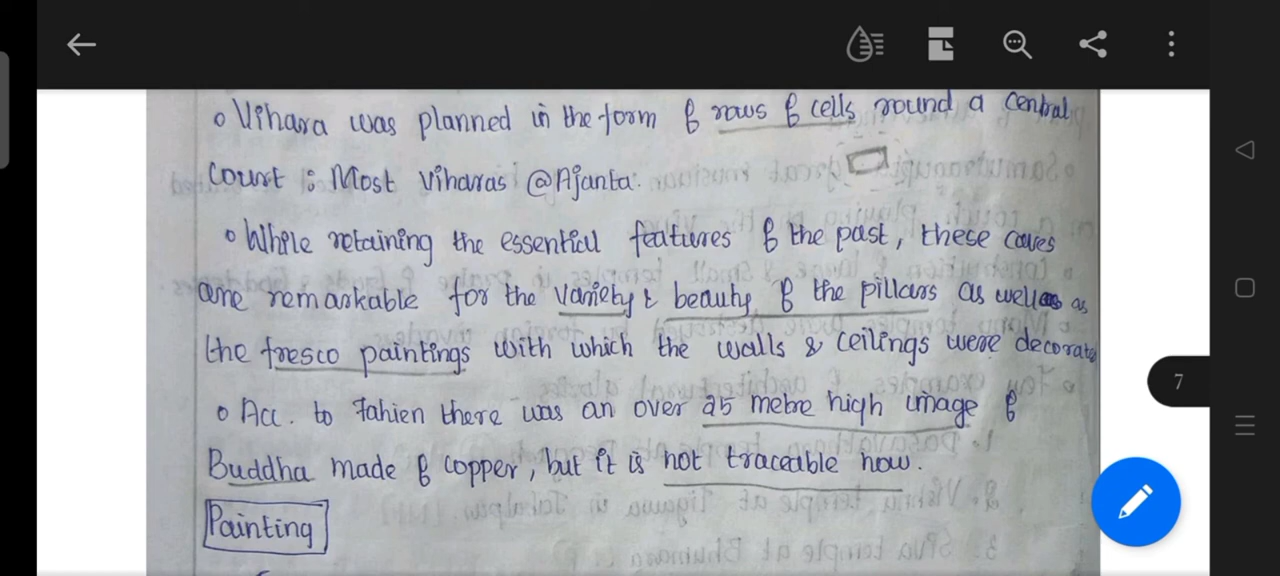 o Vihara was planned in the form of rows of cells round a central
court : Most viharas @Ajanta.
o While retaining the essential features of the past, these caves
are remarkable for the variety & beauty of the pillars as well as as
the fresco paintings with which the walls & ceilings were decorate
7
o Acc. to Fahien there was an over 25 metre high image of
Buddha made of copper, but it is not traceable now.
Painting